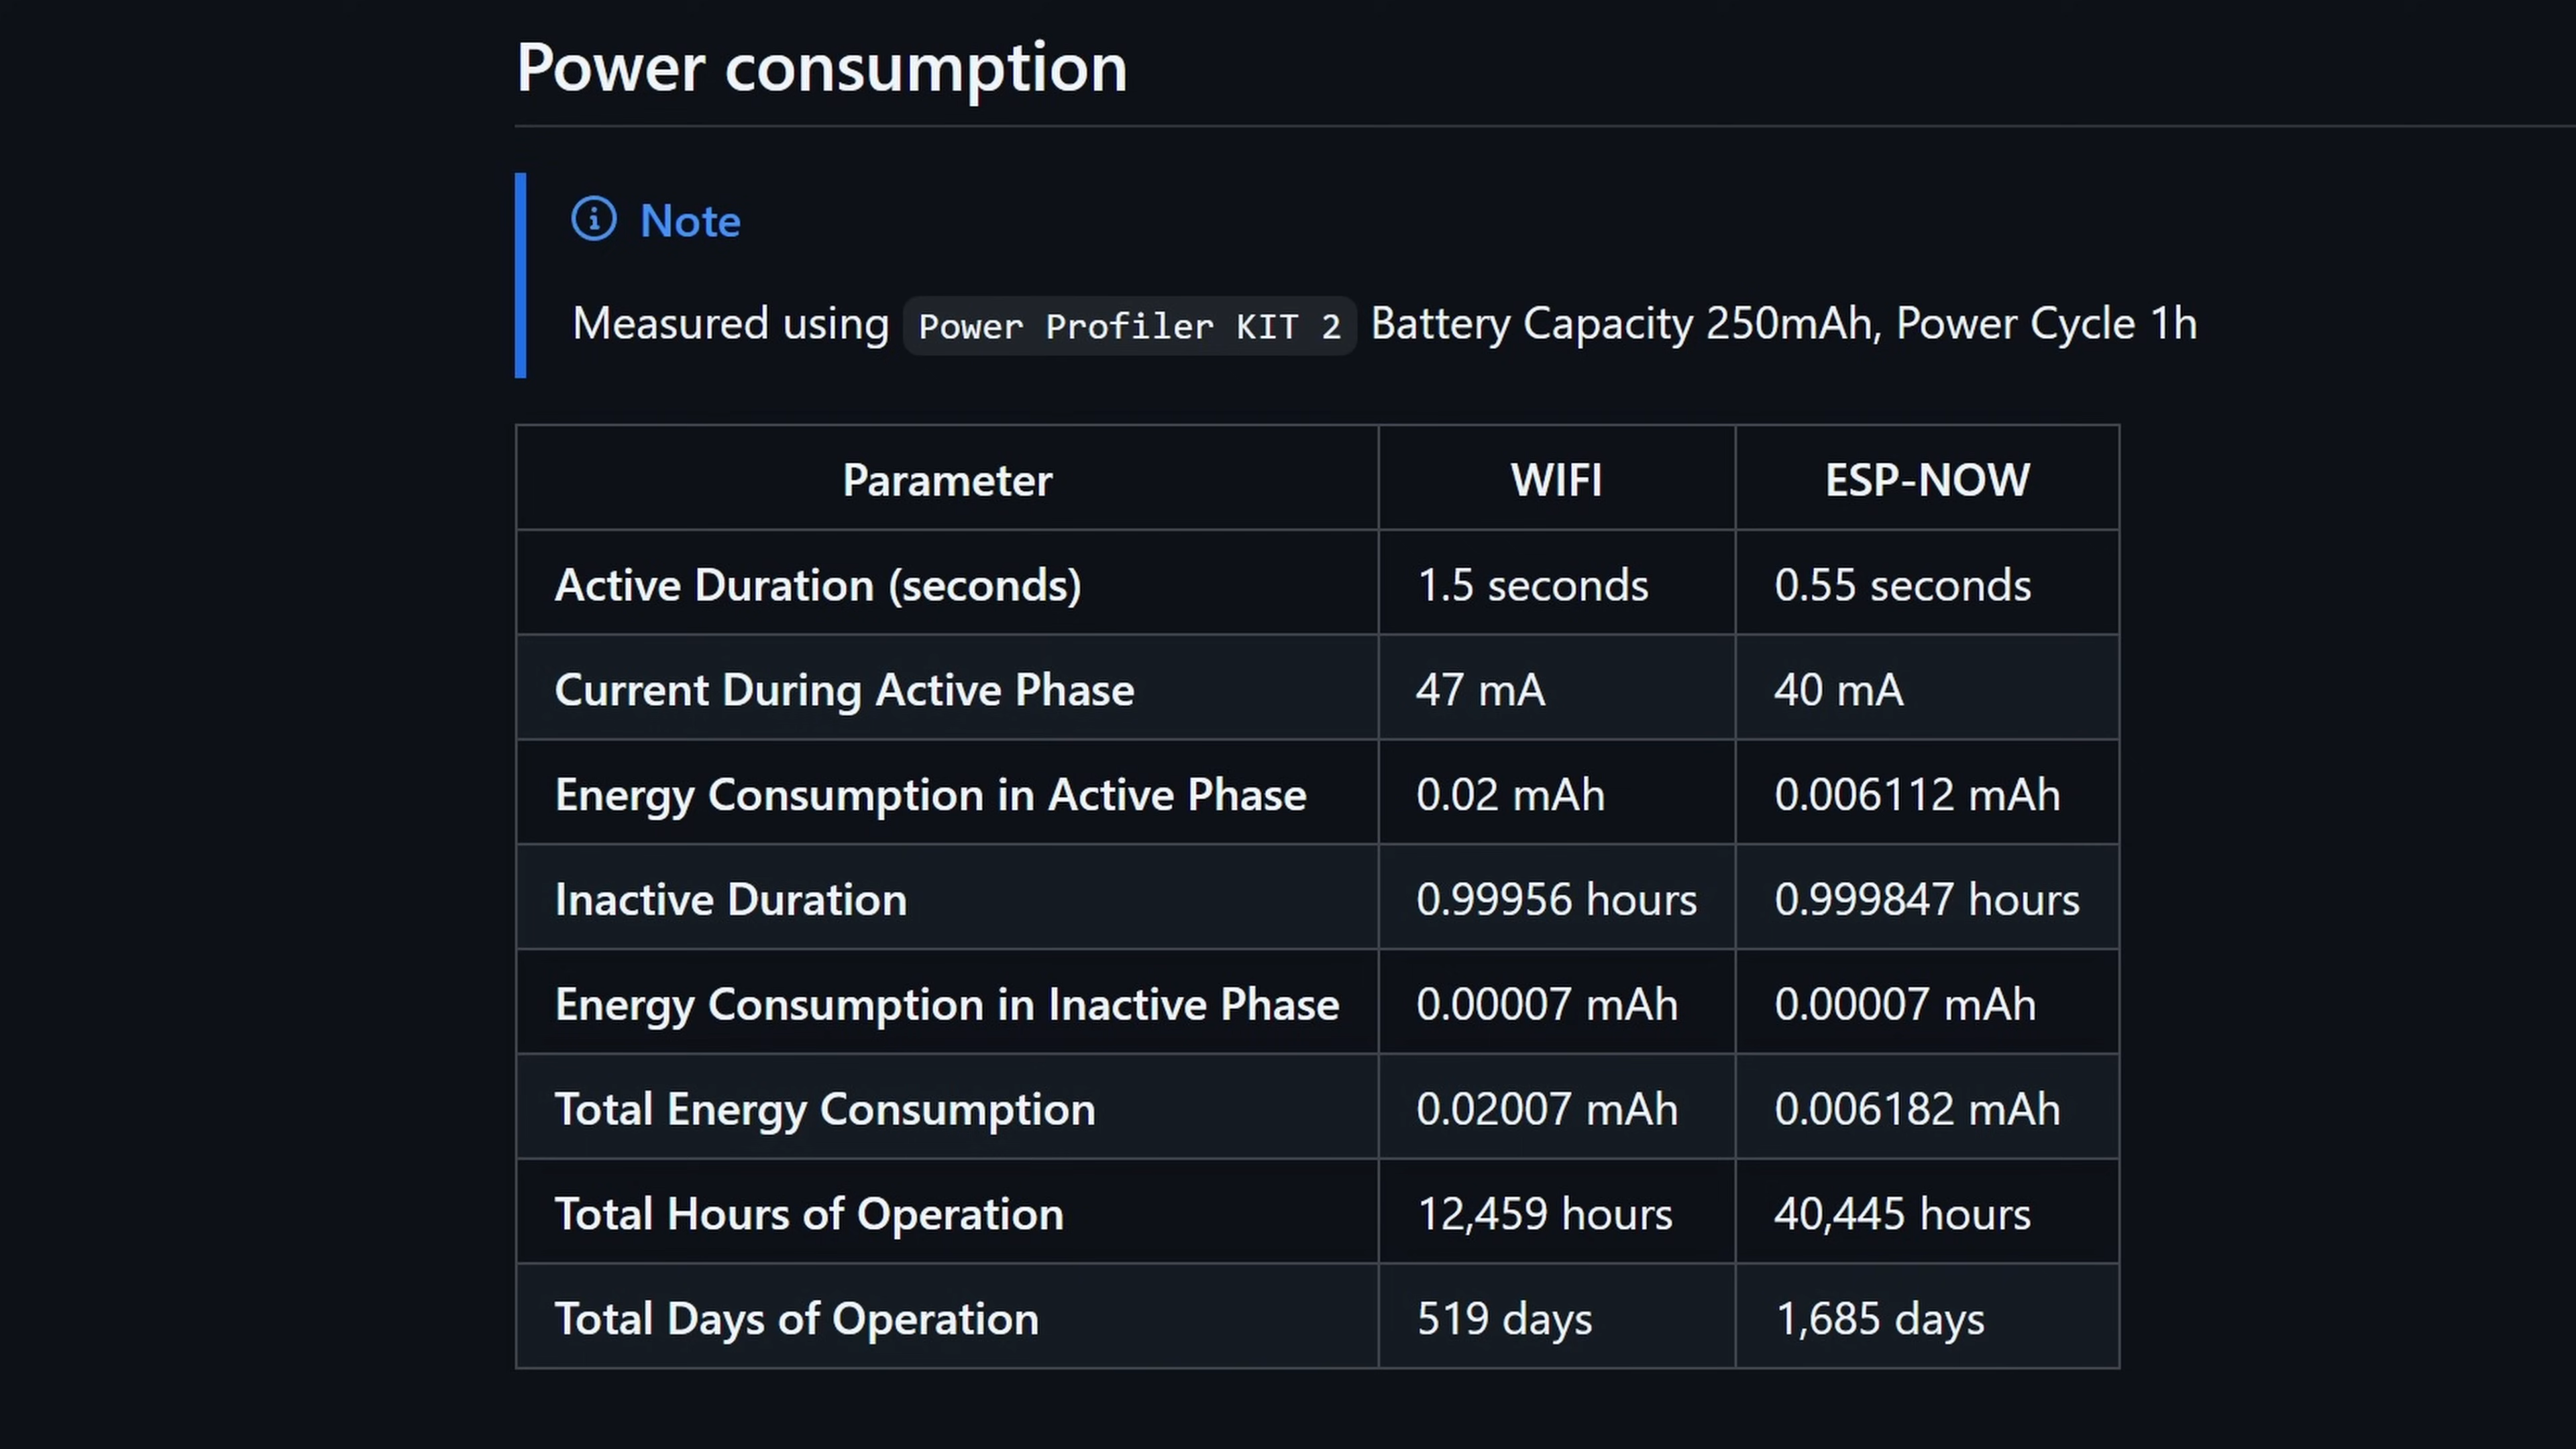 Power consumption
Note
Measured using Power Profiler KIT 2 Battery Capacity 250mAh, Power Cycle 1h
Parameter WIFI ESP-NOW
Active Duration (seconds) 1.5 seconds 0.55 seconds
Current During Active Phase 47 mA 40 mA
Energy Consumption in Active Phase 0.02 mAh 0.006112 mAh
Inactive Duration 0.99956 hours 0.999847 hours
Energy Consumption in Inactive Phase 0.00007 mAh 0.00007 mAh
Total Energy Consumption 0.02007 mAh 0.006182 mAh
Total Hours of Operation 12,459 hours 40,445 hours
Total Days of Operation 519 days 1,685 days